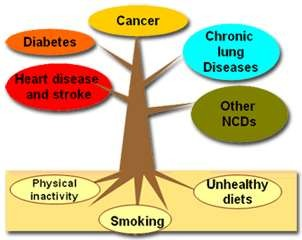 Cancer
Diabetes
Chronic
lung
Diseases
Heart disease
and stroke
Other
NCDs
Physical
inactivity
Smoking
Unhealthy
diets